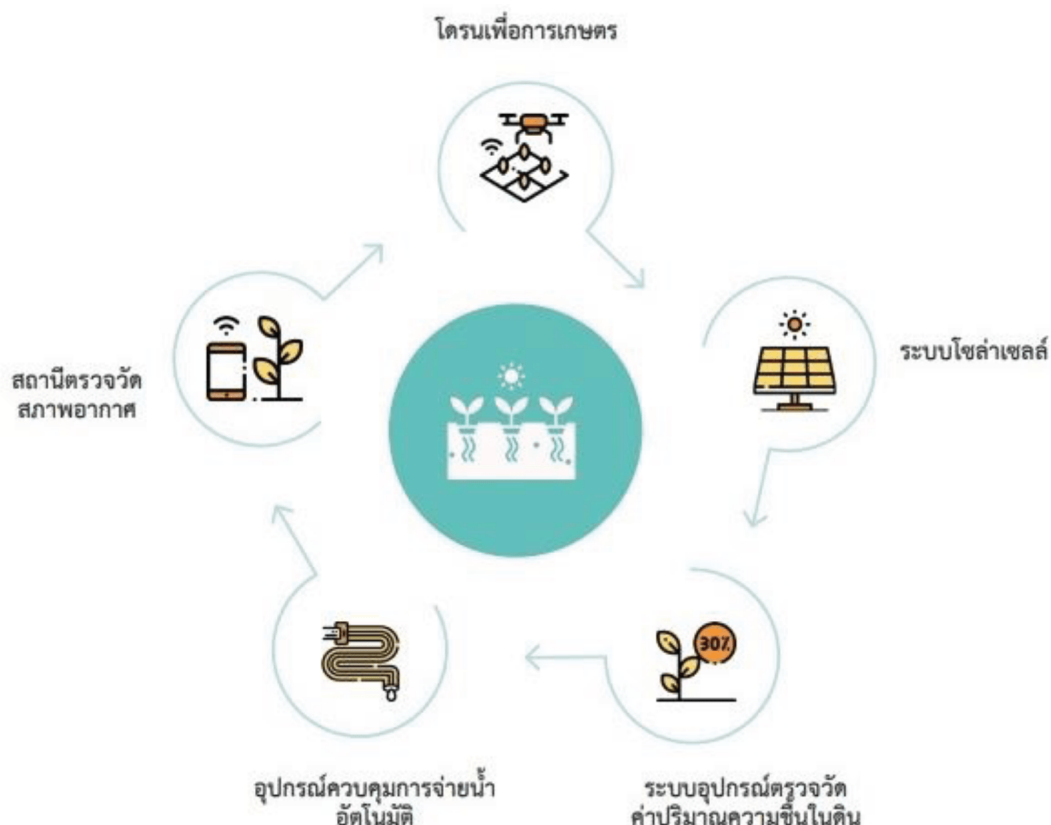 โดรนเพื่อการเกษตร
ระบบโซล่าเซลล์
สถานีตรวจวัด
สภาพอากาศ
30%
อุปกรณ์ควบคุมการจ่ายน้ำ
อัตโนมัติ
ระบบอุปกรณ์ตรวจวัด
ค่าปริมาณความชื้นในดิน